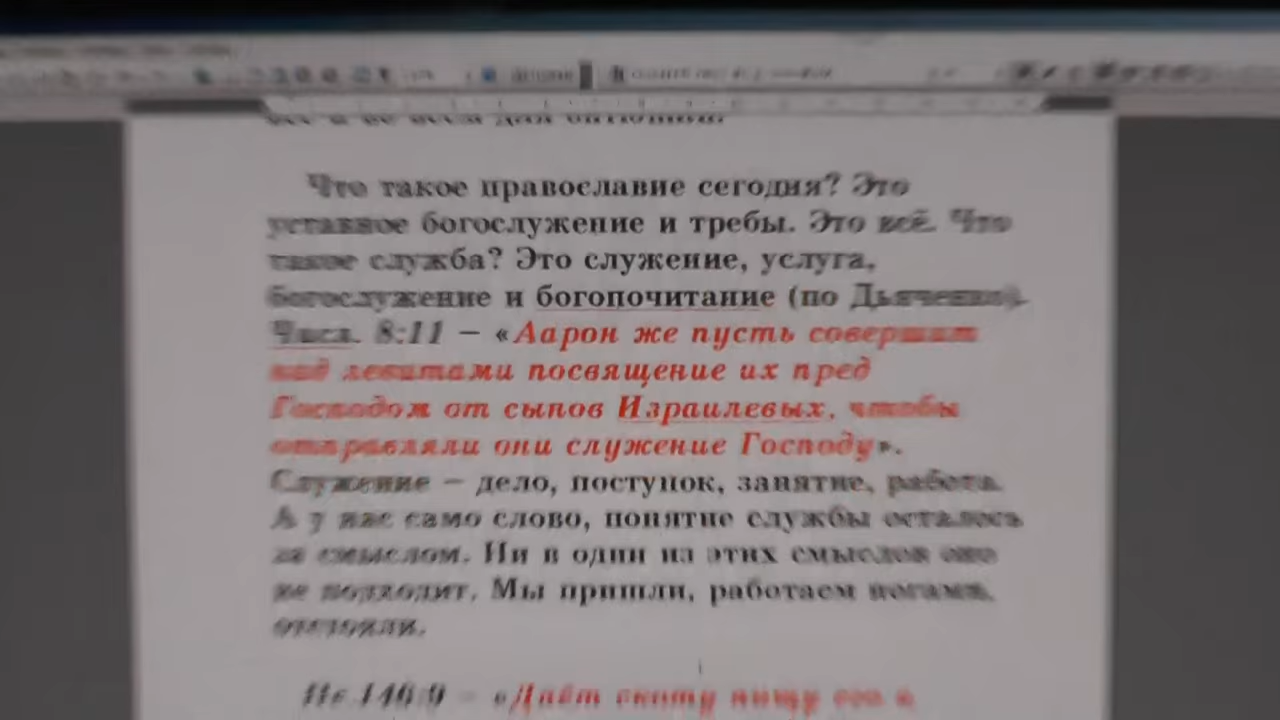 Что такое православие сегодня? Это
уставное богослужение и требы. Это всё. Что
такое служба? Это служение, услуга,
богослужение и богопочитание (по Дьяченко).
Числ. 8:11 – «Аарон же пусть совершит
над левитами посвящение их пред
Господом от сынов Израилевых, чтобы
отправляли они служение Господу».
Служение – дело, поступок, занятие, работа.
А у нас само слово, понятие службы осталось
за смыслом. Ни в один из этих смыслов оно
не подходит. Мы пришли, работаем ногами,
отстояли.
Пс 146:9 – «Даёт скоту пищу его и